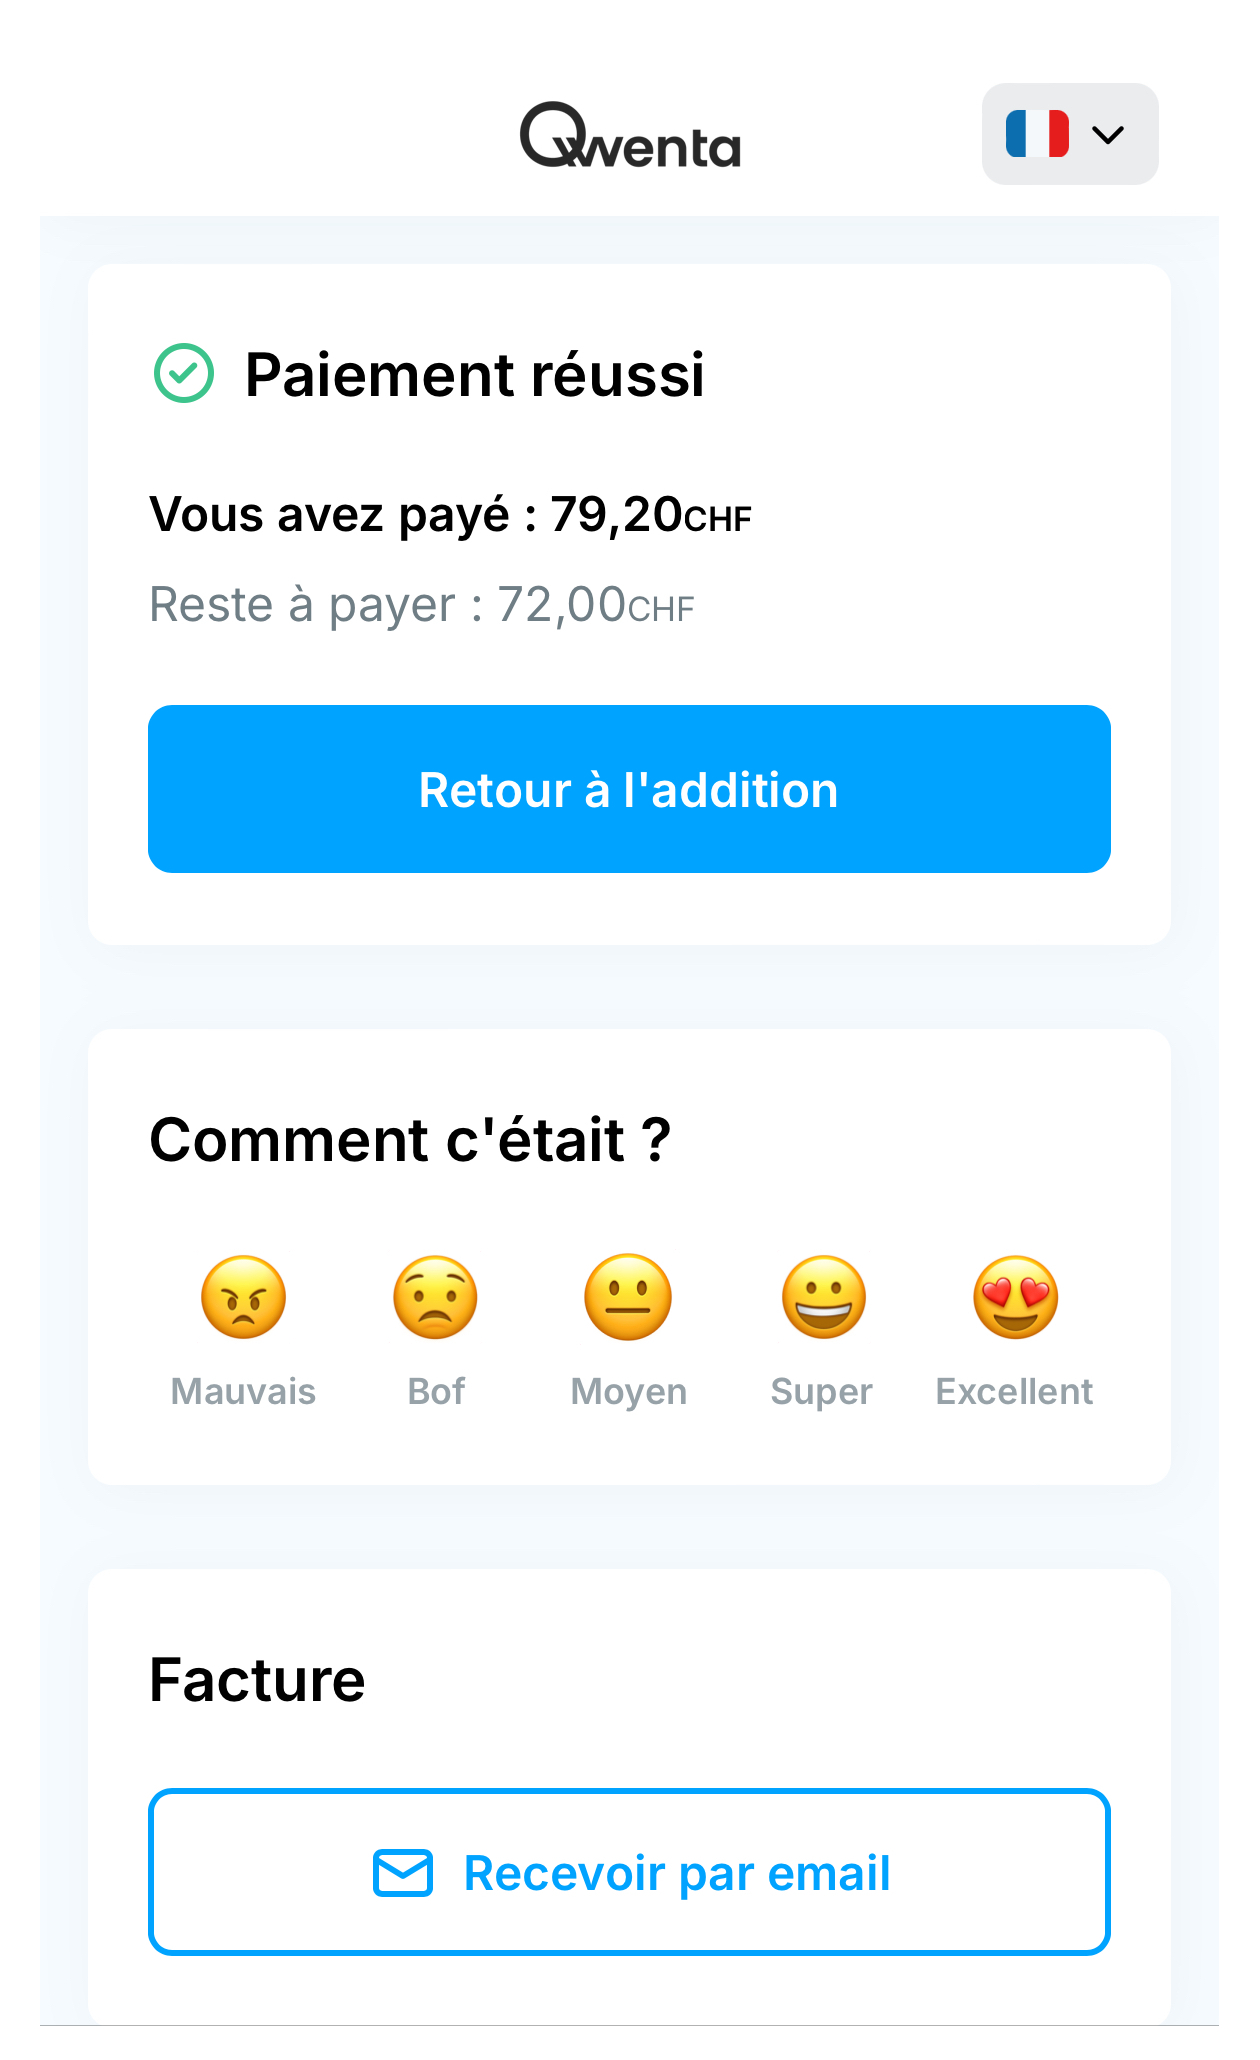 Qwenta
Paiement réussi
Vous avez payé : 79,20CHF
Reste à payer : 72,00CHF
Retour à l'addition
Comment c'était ?
Mauvais Bof Moyen Super Excellent
Facture
Recevoir par email